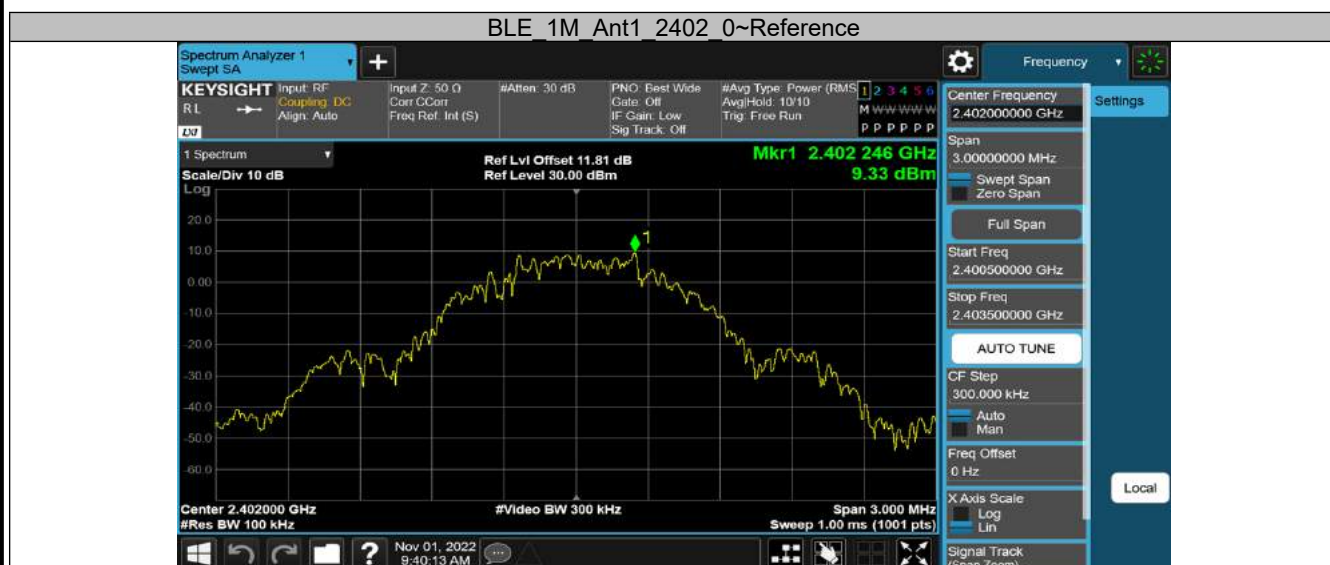 BLE_1M_Ant1_2402_0~Reference
Spectrum Analyzer 1
Swept SA
+
Frequency
KEYSIGHT
RL
LXI
Input: RF
Coupling: DC
Align: Auto
Input Z: 50 Ω
Corr CCorr
Freq Ref: Int (S)
#Atten: 30 dB
PNO: Best Wide
Gate: Off
IF Gain: Low
Sig Track: Off
#Avg Type: Power (RMS
Avg|Hold: 10/10
Trig: Free Run
1 2 3 4 5 6
M W W W W W
P P P P P P
1 Spectrum
Scale/Div 10 dB
Log
Ref Lvl Offset 11.81 dB
Ref Level 30.00 dBm
Mkr1 2.402 246 GHz
9.33 dBm
20.0
10.0
0.00
-10.0
-20.0
-30.0
-40.0
-50.0
-60.0
1
Center 2.402000 GHz
#Res BW 100 kHz
#Video BW 300 kHz
Span 3.000 MHz
Sweep 1.00 ms (1001 pts)
?
Nov 01, 2022
9:40:13 AM
Center Frequency
2.402000000 GHz
Span
3.00000000 MHz
Swept Span
Zero Span
Full Span
Start Freq
2.400500000 GHz
Stop Freq
2.403500000 GHz
AUTO TUNE
CF Step
300.000 kHz
Auto
Man
Freq Offset
0 Hz
X Axis Scale
Log
Lin
Signal Track
(Span Zoom)
Settings
Local